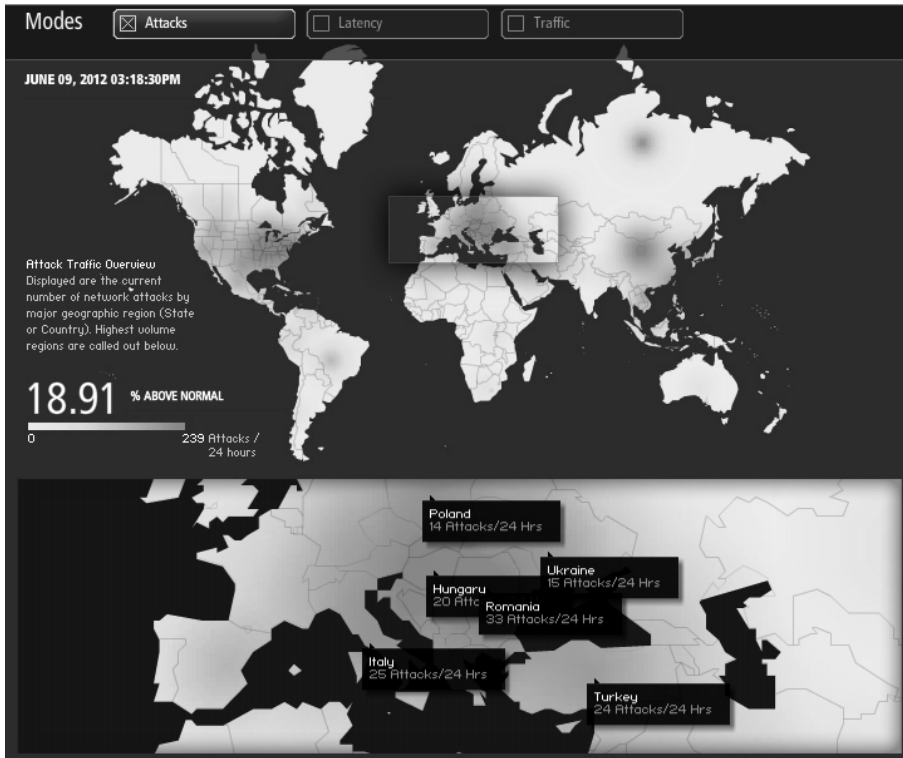 Modes
Attacks
Latency
Traffic
JUNE 09, 2012 03:18:30PM
Attack Traffic Overview
Displayed are the current
number of network attacks by
major geographic region (State
or Country). Highest volume
regions are called out below.
18.91 % ABOVE NORMAL
0
239 Attacks /
24 hours
Poland
14 Attacks/24 Hrs
Ukraine
15 Attacks/24 Hrs
Hungary
20 Attc
Romania
33 Attacks/24 Hrs
Italy
25 Attacks/24 Hrs
Turkey
24 Attacks/24 Hrs